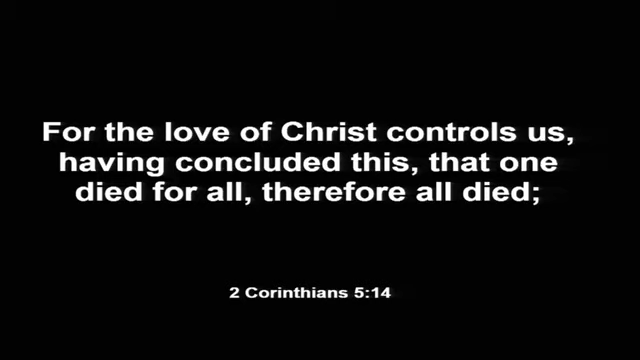 For the love of Christ controls us,
having concluded this, that one
died for all, therefore all died;
2 Corinthians 5:14